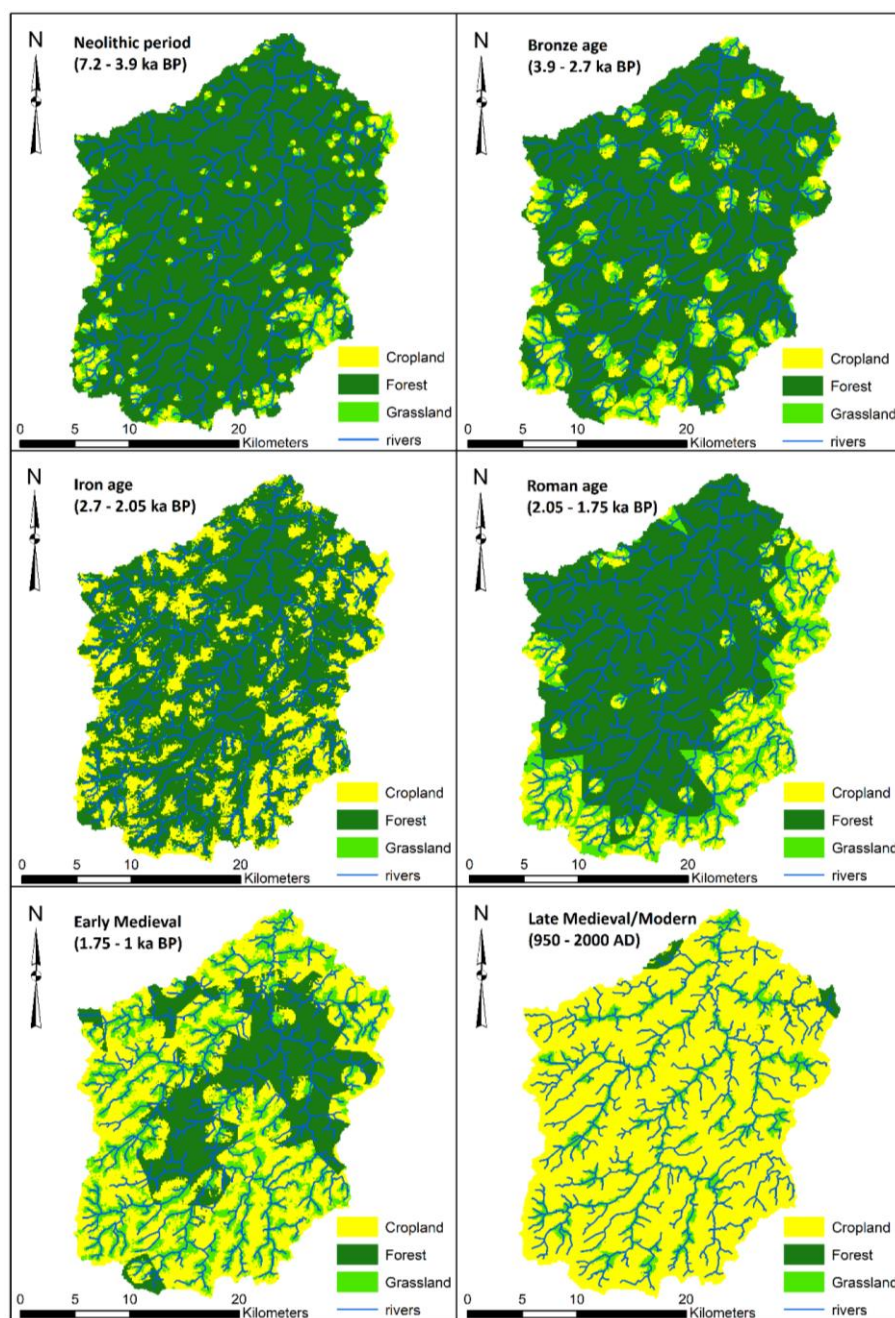 N
Neolithic period
(7.2 - 3.9 ka BP)
Cropland
Forest
Grassland
rivers
0 5 10 20
Kilometers
N
Bronze age
(3.9 - 2.7 ka BP)
Cropland
Forest
Grassland
rivers
0 5 10 20
Kilometers
N
Iron age
(2.7 - 2.05 ka BP)
Cropland
Forest
Grassland
rivers
0 5 10 20
Kilometers
N
Roman age
(2.05 - 1.75 ka BP)
Cropland
Forest
Grassland
rivers
0 5 10 20
Kilometers
N
Early Medieval
(1.75 - 1 ka BP)
Cropland
Forest
Grassland
rivers
0 5 10 20
Kilometers
N
Late Medieval/Modern
(950 - 2000 AD)
Cropland
Forest
Grassland
rivers
0 5 10 20
Kilometers